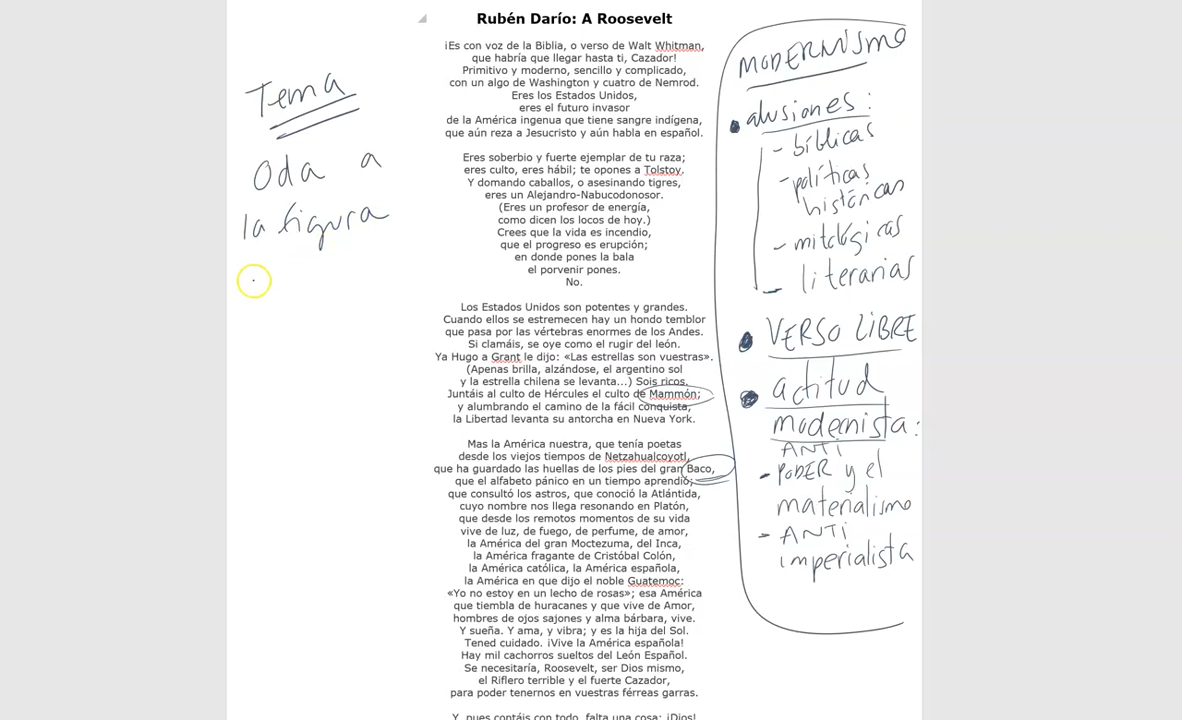 Rubén Darío: A Roosevelt
¡Es con voz de la Biblia, o verso de Walt Whitman,
que habría que llegar hasta ti, Cazador!
Primitivo y moderno, sencillo y complicado,
con un algo de Washington y cuatro de Nemrod.
Eres los Estados Unidos,
eres el futuro invasor
de la América ingenua que tiene sangre indígena,
que aún reza a Jesucristo y aún habla en español.
Eres soberbio y fuerte ejemplar de tu raza;
eres culto, eres hábil; te opones a Tolstoy.
Y domando caballos, o asesinando tigres,
eres un Alejandro-Nabucodonosor.
(Eres un profesor de energía,
como dicen los locos de hoy.)
Crees que la vida es incendio,
que el progreso es erupción;
en donde pones la bala
el porvenir pones.
No.
Los Estados Unidos son potentes y grandes.
Cuando ellos se estremecen hay un hondo temblor
que pasa por las vértebras enormes de los Andes.
Si clamáis, se oye como el rugir del león.
Ya Hugo a Grant le dijo: «Las estrellas son vuestras».
(Apenas brilla, alzándose, el argentino sol
y la estrella chilena se levanta...) Sois ricos.
Juntáis al culto de Hércules el culto de Mammón;
y alumbrando el camino de la fácil conquista,
la Libertad levanta su antorcha en Nueva York.
Mas la América nuestra, que tenía poetas
desde los viejos tiempos de Netzahualcoyotl,
que ha guardado las huellas de los pies del gran Baco,
que el alfabeto pánico en un tiempo aprendió;
que consultó los astros, que conoció la Atlántida,
cuyo nombre nos llega resonando en Platón,
que desde los remotos momentos de su vida
vive de luz, de fuego, de perfume, de amor,
la América del gran Moctezuma, del Inca,
la América fragante de Cristóbal Colón,
la América católica, la América española,
la América en que dijo el noble Guatemoc:
«Yo no estoy en un lecho de rosas»; esa América
que tiembla de huracanes y que vive de Amor,
hombres de ojos sajones y alma bárbara, vive.
Y sueña. Y ama, y vibra; y es la hija del Sol.
Tened cuidado. ¡Vive la América española!
Hay mil cachorros sueltos del León Español.
Se necesitaría, Roosevelt, ser Dios mismo,
el Riflero terrible y el fuerte Cazador,
para poder tenernos en vuestras férreas garras.
Y, pues contáis con todo, falta una cosa: ¡Dios!
Tema
Oda a
la figura
MODERNISMO
• alusiones:
- bíblicas
- políticas
históricas
- mitológicas
- literarias
• VERSO LIBRE
• actitud
modernista:
ANTI
- PODER y el
materialismo
- ANTI
imperialista